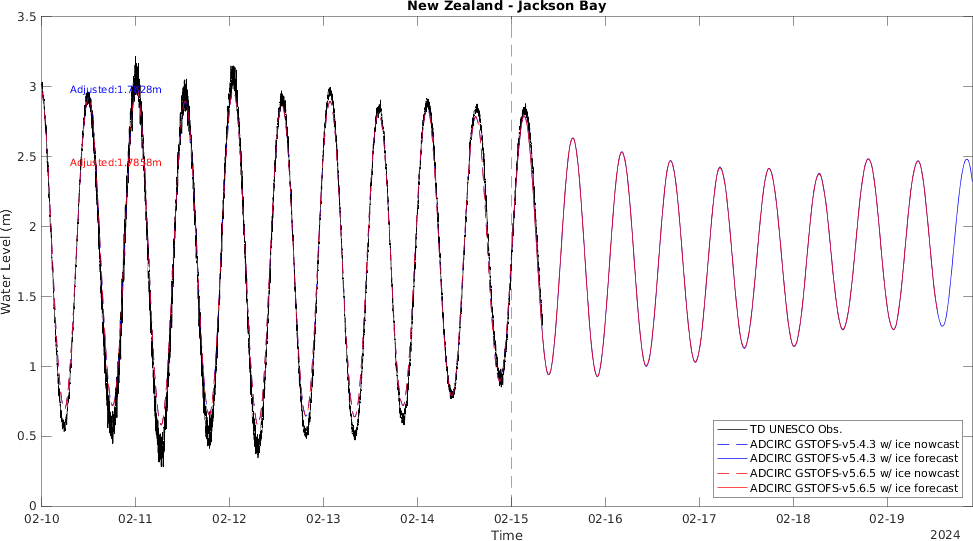 New Zealand - Jackson Bay
3.5
3
2.5
2
1.5
1
0.5
0
Water Level (m)
Adjusted:1.7828m
Adjusted:1.7858m
02-10 02-11 02-12 02-13 02-14 02-15 02-16 02-17 02-18 02-19
Time
2024
TD UNESCO Obs.
ADCIRC GSTOFS-v5.4.3 w/ ice nowcast
ADCIRC GSTOFS-v5.4.3 w/ ice forecast
ADCIRC GSTOFS-v5.6.5 w/ ice nowcast
ADCIRC GSTOFS-v5.6.5 w/ ice forecast